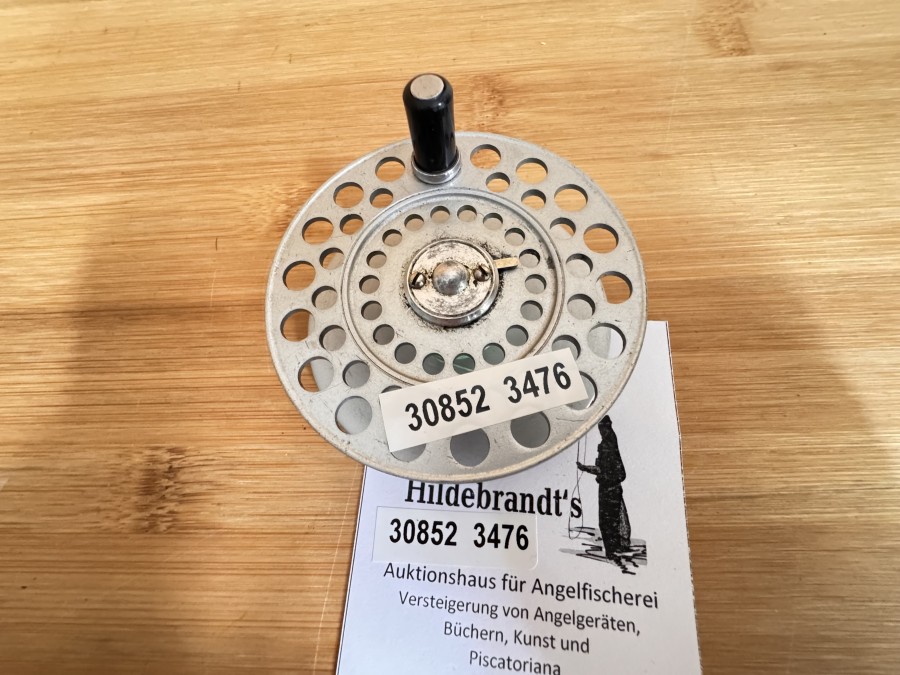 30852 3476
Hildebrandt's
30852 3476
Auktionshaus für Angelfischerei
Versteigerung von Angelgeräten,
Büchern, Kunst und
Piscatoriana